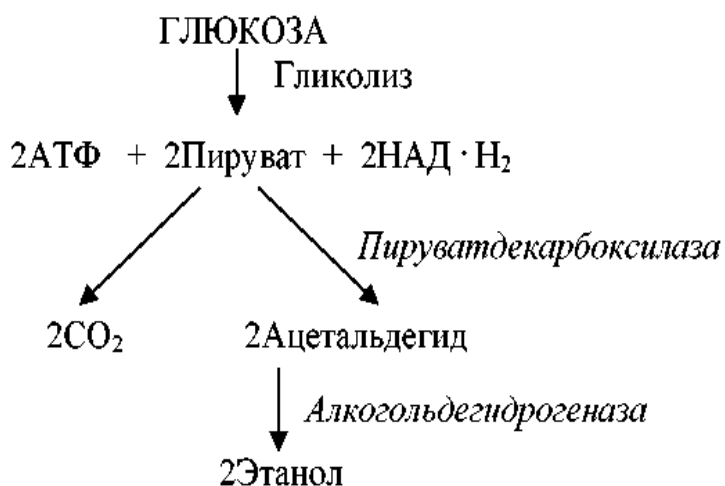 ГЛЮКОЗА
Гликолиз
2АТФ + 2Пируват + 2НАД · Н₂
Пируватдекарбоксилаза
2СО₂ 2Ацетальдегид
Алкогольдегидрогеназа
2Этанол